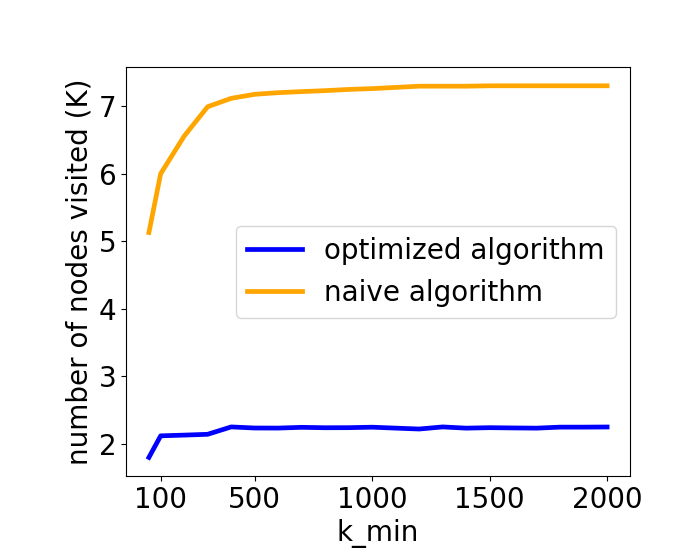 number of nodes visited (K)
7
6
5
4
3
2
optimized algorithm
naive algorithm
100 500 1000 1500 2000
k_min